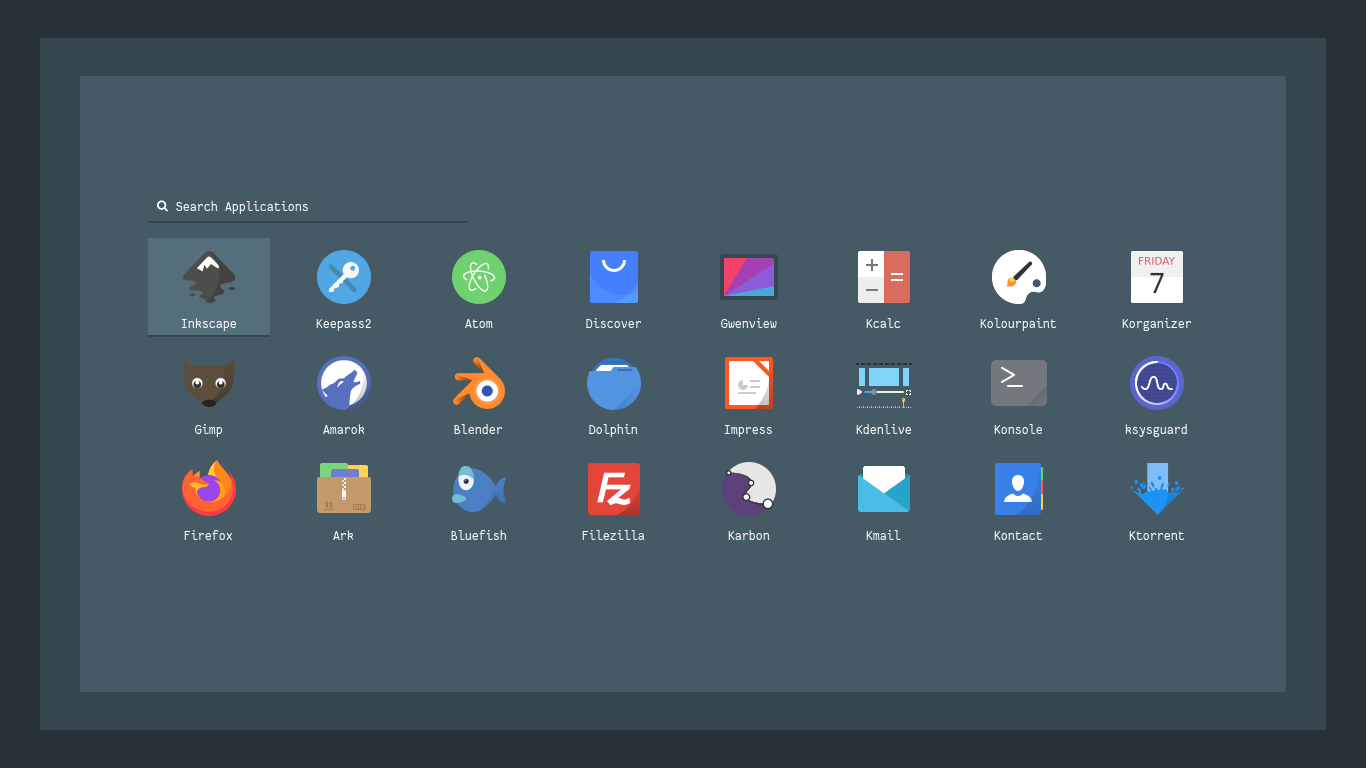 Search Applications
Inkscape Keepass2 Atom Discover Gwenview Kcalc Kolourpaint FRIDAY 7 Korganizer
Gimp Amarok Blender Dolphin Impress Kdenlive Konsole ksysguard
Firefox Ark Bluefish Filezilla Karbon Kmail Kontact Ktorrent